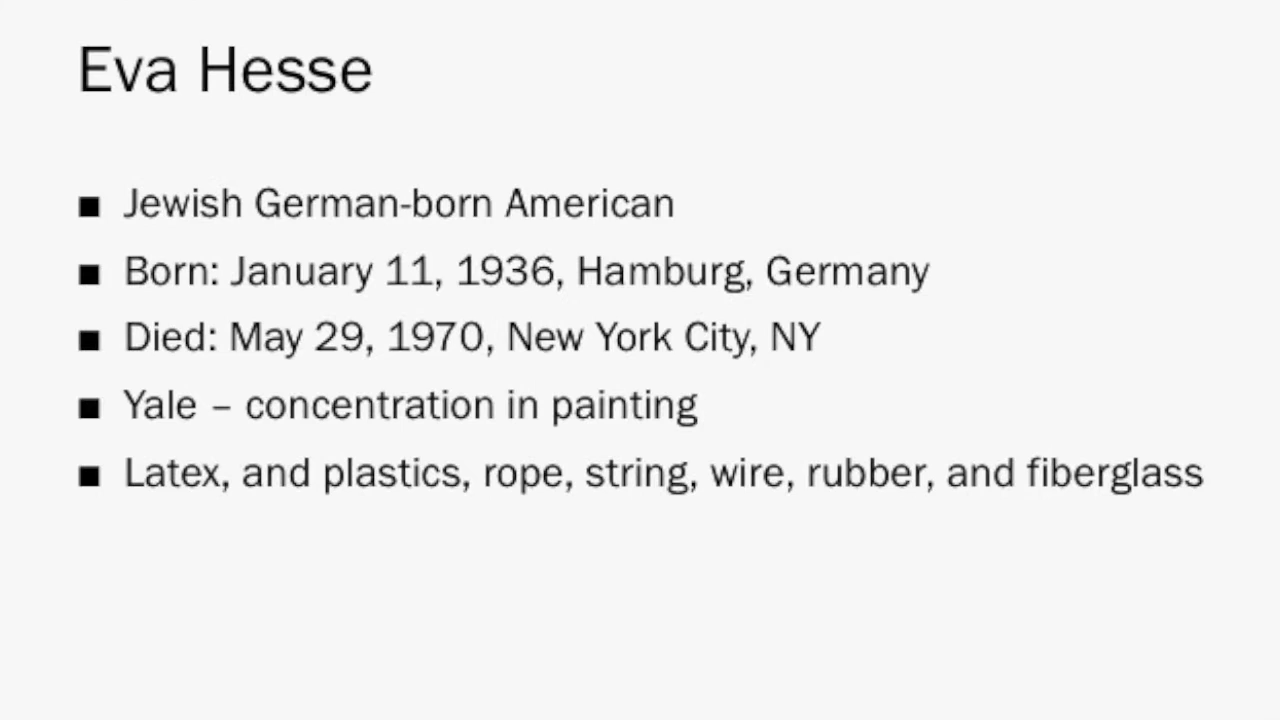 Eva Hesse
■ Jewish German-born American
■ Born: January 11, 1936, Hamburg, Germany
■ Died: May 29, 1970, New York City, NY
■ Yale – concentration in painting
■ Latex, and plastics, rope, string, wire, rubber, and fiberglass